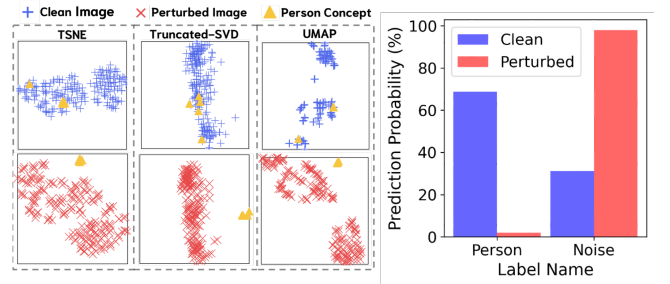 + Clean Image × Perturbed Image ▲ Person Concept
TSNE Truncated-SVD UMAP
Prediction Probability (%)
100
80
60
40
20
0
Clean
Perturbed
Person Noise
Label Name